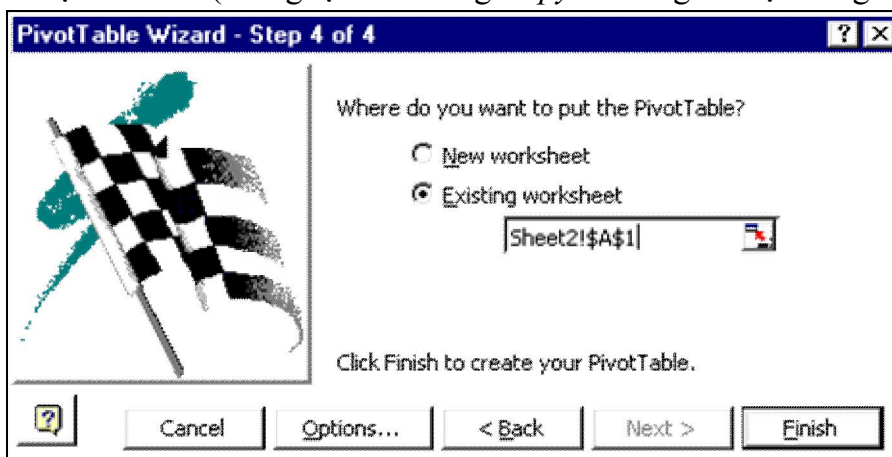 PivotTable Wizard - Step 4 of 4
Where do you want to put the PivotTable?
New worksheet
Existing worksheet
Sheet2!$A$1
Click Finish to create your PivotTable.
Cancel
Options...
< Back
Next >
Finish